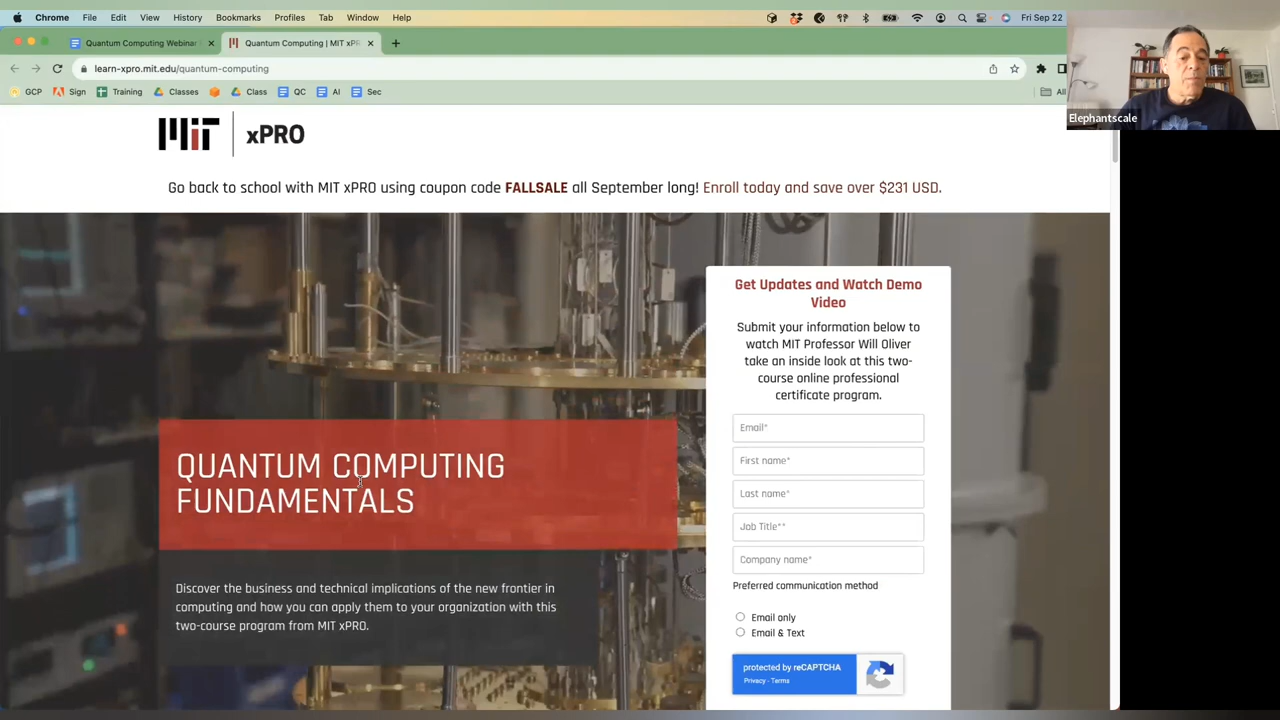 Chrome File Edit View History Bookmarks Profiles Tab Window Help Fri Sep 22
Quantum Computing Webinar
Quantum Computing | MIT xPR
learn-xpro.mit.edu/quantum-computing
GCP Sign Training Classes Class QC AI Sec All
Elephantscale
MIT xPRO
Go back to school with MIT xPRO using coupon code FALLSALE all September long! Enroll today and save over $231 USD.
QUANTUM COMPUTING
FUNDAMENTALS
Discover the business and technical implications of the new frontier in
computing and how you can apply them to your organization with this
two-course program from MIT xPRO.
Get Updates and Watch Demo
Video
Submit your information below to
watch MIT Professor Will Oliver
take an inside look at this two-
course online professional
certificate program.
Email*
First name*
Last name*
Job Title**
Company name*
Preferred communication method
Email only
Email & Text
protected by reCAPTCHA
Privacy - Terms